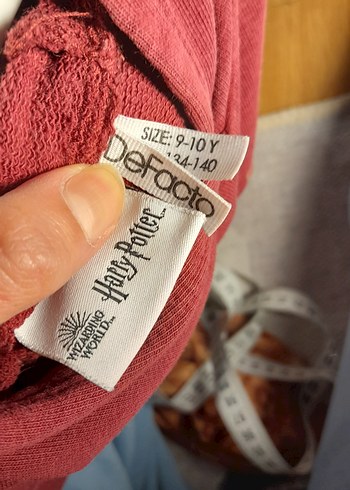 SIZE: 9-10 Y
134-140
DeFacto
Harry Potter
WIZARDING
WORLD